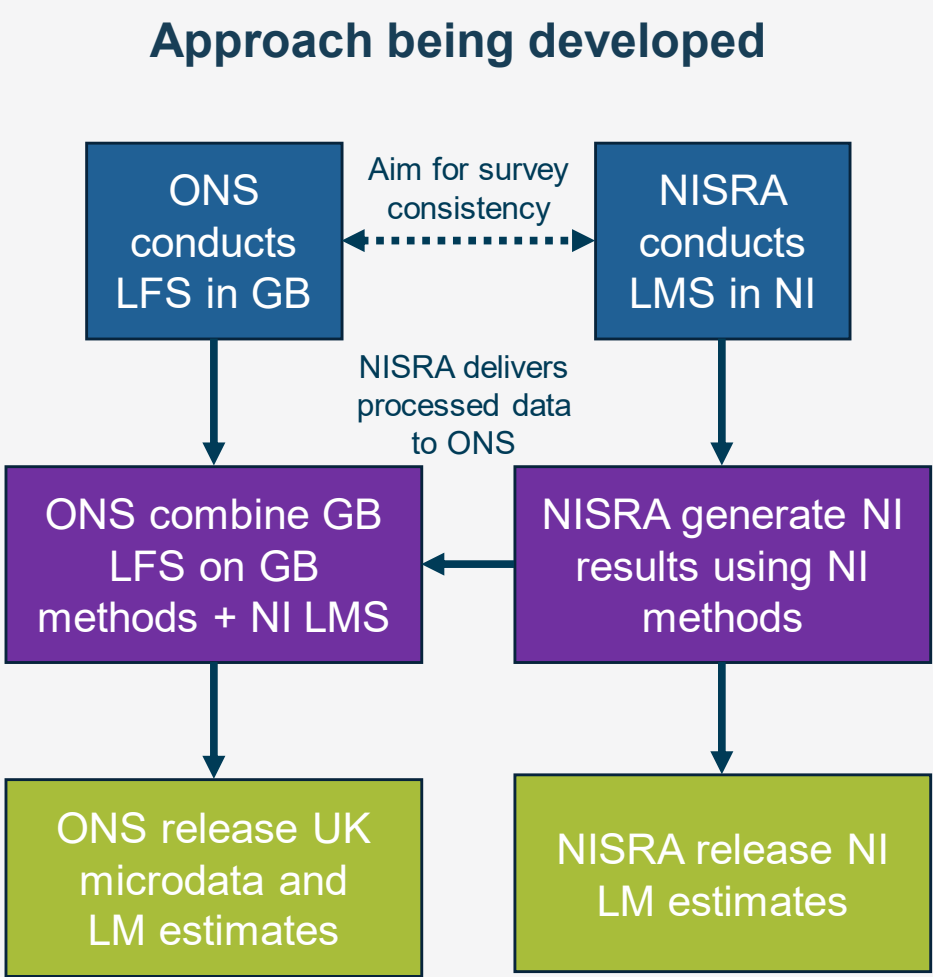 Approach being developed
ONS
conducts
LFS in GB
Aim for survey
consistency
NISRA
conducts
LMS in NI
NISRA delivers
processed data
to ONS
ONS combine GB
LFS on GB
methods + NI LMS
NISRA generate NI
results using NI
methods
ONS release UK
microdata and
LM estimates
NISRA release NI
LM estimates